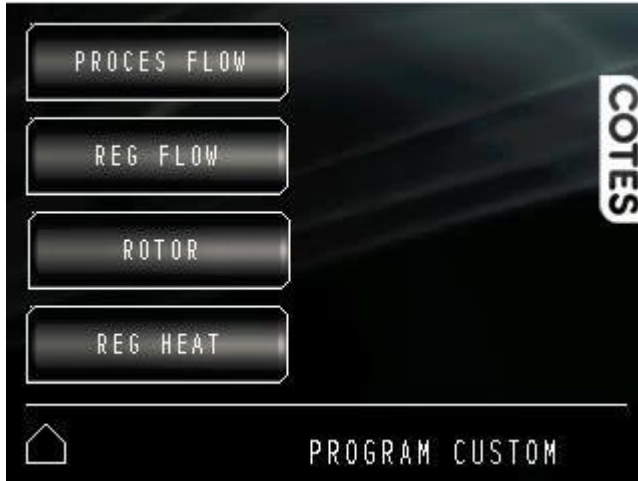 PROCES FLOW
REG FLOW
ROTOR
REG HEAT
COTES
PROGRAM CUSTOM